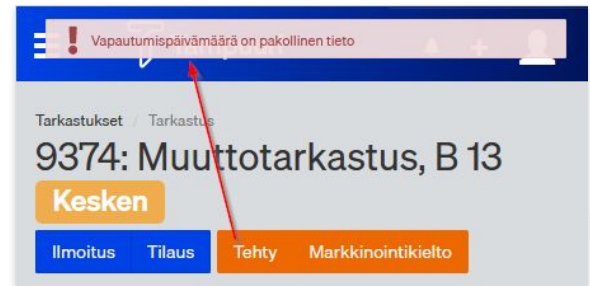 Vapautumispäivämäärä on pakollinen tieto
Tarkastukset / Tarkastus
9374: Muuttotarkastus, B 13
Kesken
Ilmoitus Tilaus Tehty Markkinointikielto